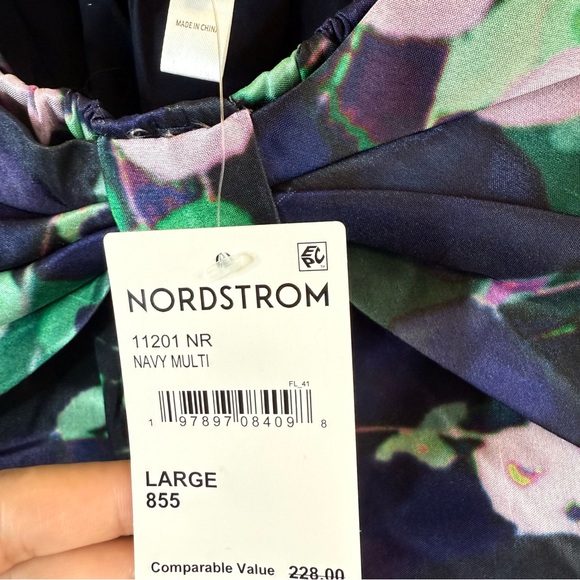 MADE IN CHINA
EPC
NORDSTROM
11201 NR
NAVY MULTI
FL_41
1 97897 08409 8
LARGE
855
Comparable Value 228.00